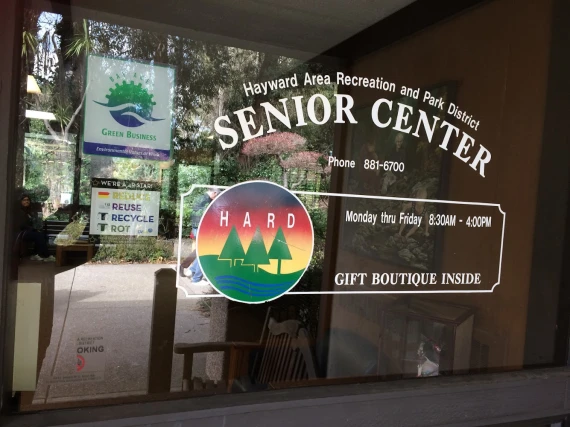 Hayward Area Recreation and Park District
SENIOR CENTER
Phone 881-6700
HARD
Monday thru Friday 8:30AM - 4:00PM
GIFT BOUTIQUE INSIDE
GREEN BUSINESS
WE'RE A STAR!
REUSE
RECYCLE
ROT
OKING